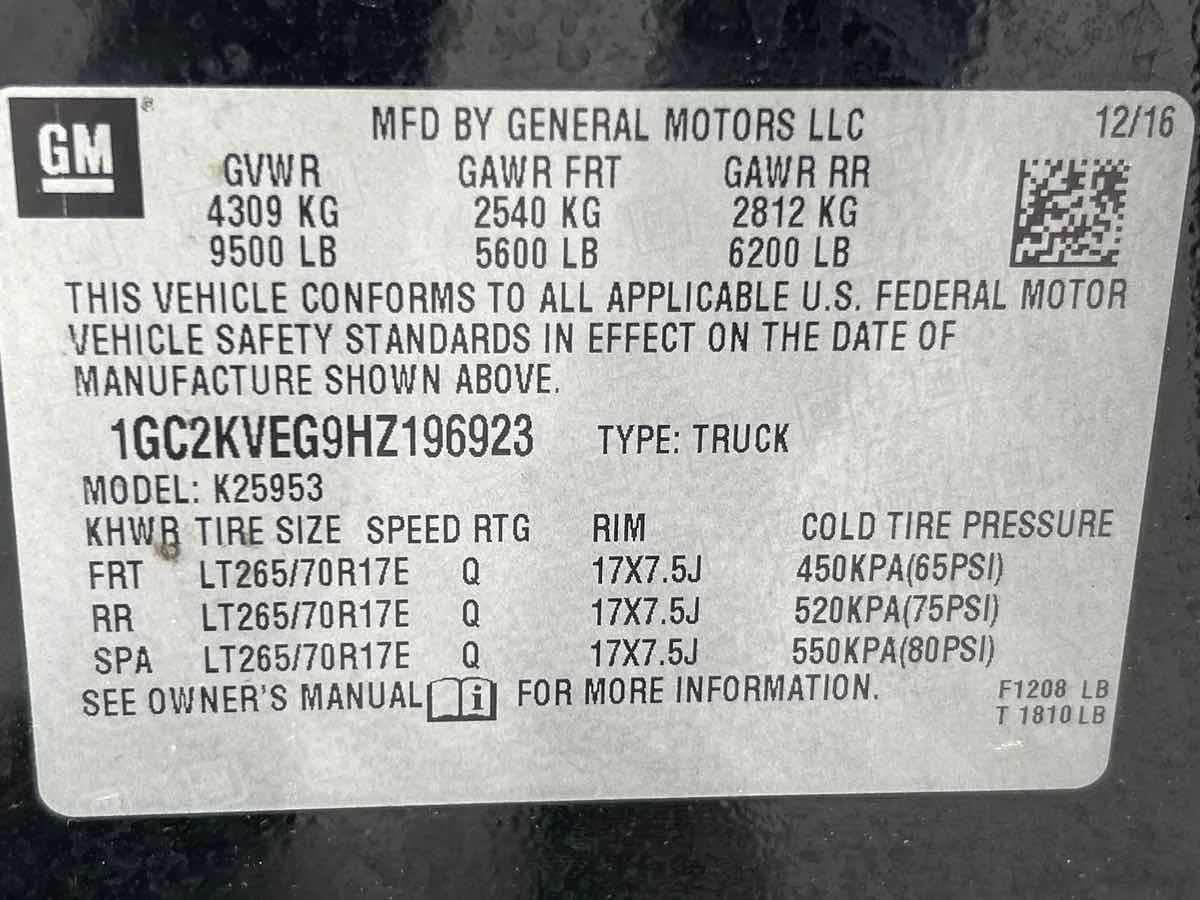 GM®
MFD BY GENERAL MOTORS LLC 12/16
GVWR GAWR FRT GAWR RR
4309 KG 2540 KG 2812 KG
9500 LB 5600 LB 6200 LB
THIS VEHICLE CONFORMS TO ALL APPLICABLE U.S. FEDERAL MOTOR
VEHICLE SAFETY STANDARDS IN EFFECT ON THE DATE OF
MANUFACTURE SHOWN ABOVE.
1GC2KVEG9HZ196923 TYPE: TRUCK
MODEL: K25953
KHWR TIRE SIZE SPEED RTG RIM COLD TIRE PRESSURE
FRT LT265/70R17E Q 17X7.5J 450KPA(65PSI)
RR LT265/70R17E Q 17X7.5J 520KPA(75PSI)
SPA LT265/70R17E Q 17X7.5J 550KPA(80PSI)
SEE OWNER'S MANUAL i FOR MORE INFORMATION.
F1208 LB
T 1810 LB